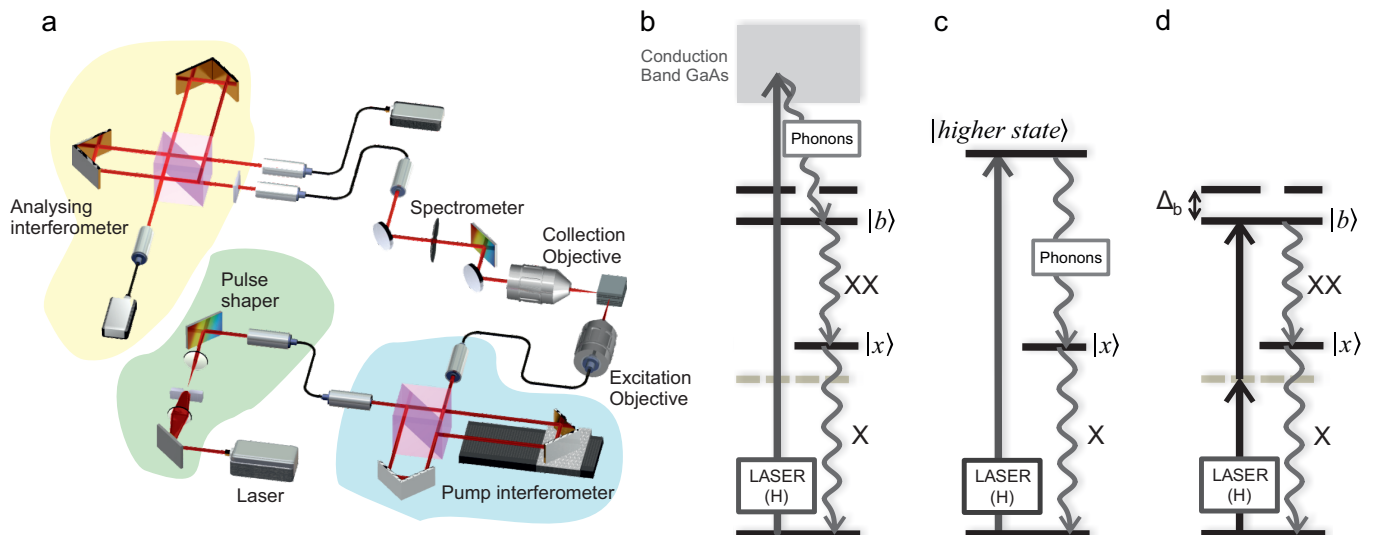 a
Analysing
interferometer
Spectrometer
Collection
Objective
Pulse
shaper
Excitation
Objective
Laser
Pump interferometer
b
Conduction
Band GaAs
Phonons
|b⟩
XX
|x⟩
X
LASER
(H)
c
|higher state⟩
Phonons
|x⟩
X
LASER
(H)
d
Δb
|b⟩
XX
|x⟩
X
LASER
(H)